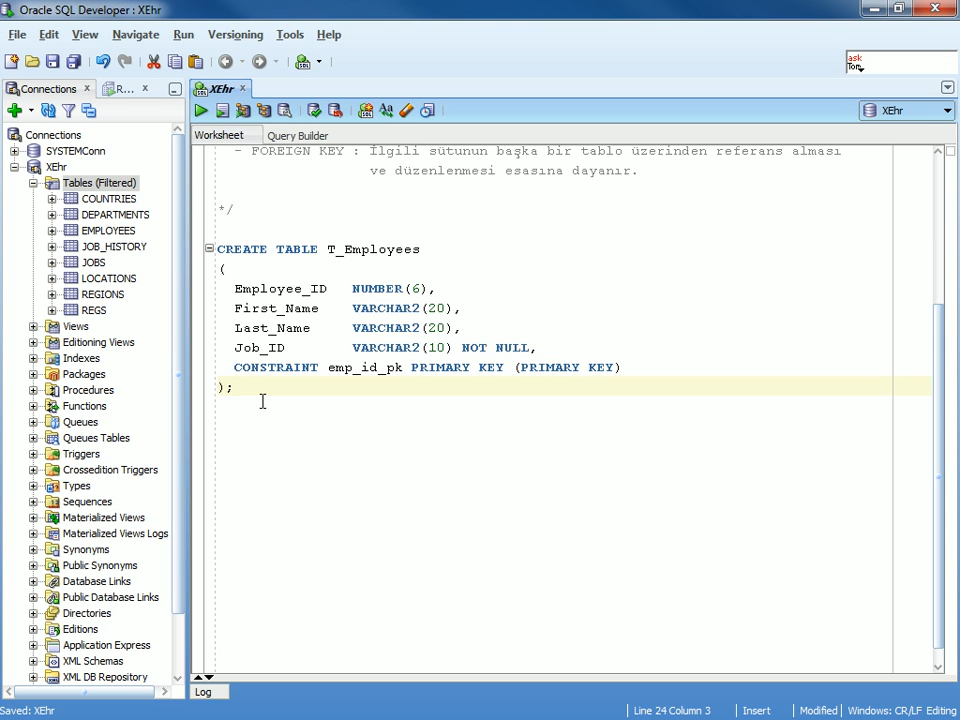 Oracle SQL Developer : XEhr
File Edit View Navigate Run Versioning Tools Help
ask
Tom
Connections
R...
XEhr
XEhr
Worksheet
Query Builder
Connections
SYSTEMConn
XEhr
Tables (Filtered)
COUNTRIES
DEPARTMENTS
EMPLOYEES
JOB_HISTORY
JOBS
LOCATIONS
REGIONS
REGS
Views
Editioning Views
Indexes
Packages
Procedures
Functions
Queues
Queues Tables
Triggers
Crossedition Triggers
Types
Sequences
Materialized Views
Materialized Views Logs
Synonyms
Public Synonyms
Database Links
Public Database Links
Directories
Editions
Application Express
XML Schemas
XML DB Repository
- FOREIGN KEY : İlgili sütunun başka bir tablo üzerinden referans alması
ve düzenlenmesi esasına dayanır.
*/
CREATE TABLE T_Employees
(
Employee_ID NUMBER(6),
First_Name VARCHAR2(20),
Last_Name VARCHAR2(20),
Job_ID VARCHAR2(10) NOT NULL,
CONSTRAINT emp_id_pk PRIMARY KEY (PRIMARY KEY)
);
Log
Saved: XEhr
Line 24 Column 3
Insert
Modified
Windows: CR/LF Editing